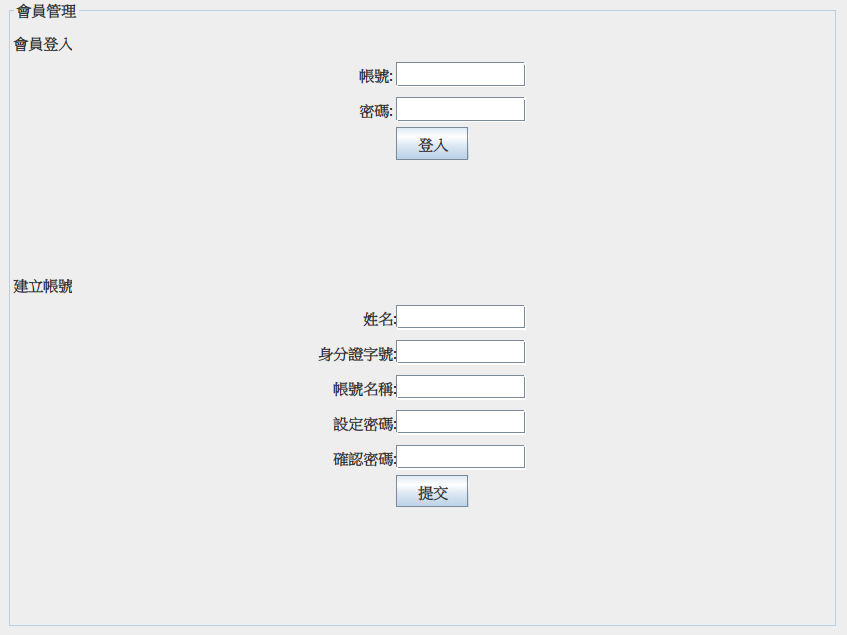 會員管理
會員登入
帳號:
密碼:
登入
建立帳號
姓名:
身分證字號:
帳號名稱:
設定密碼:
確認密碼:
提交